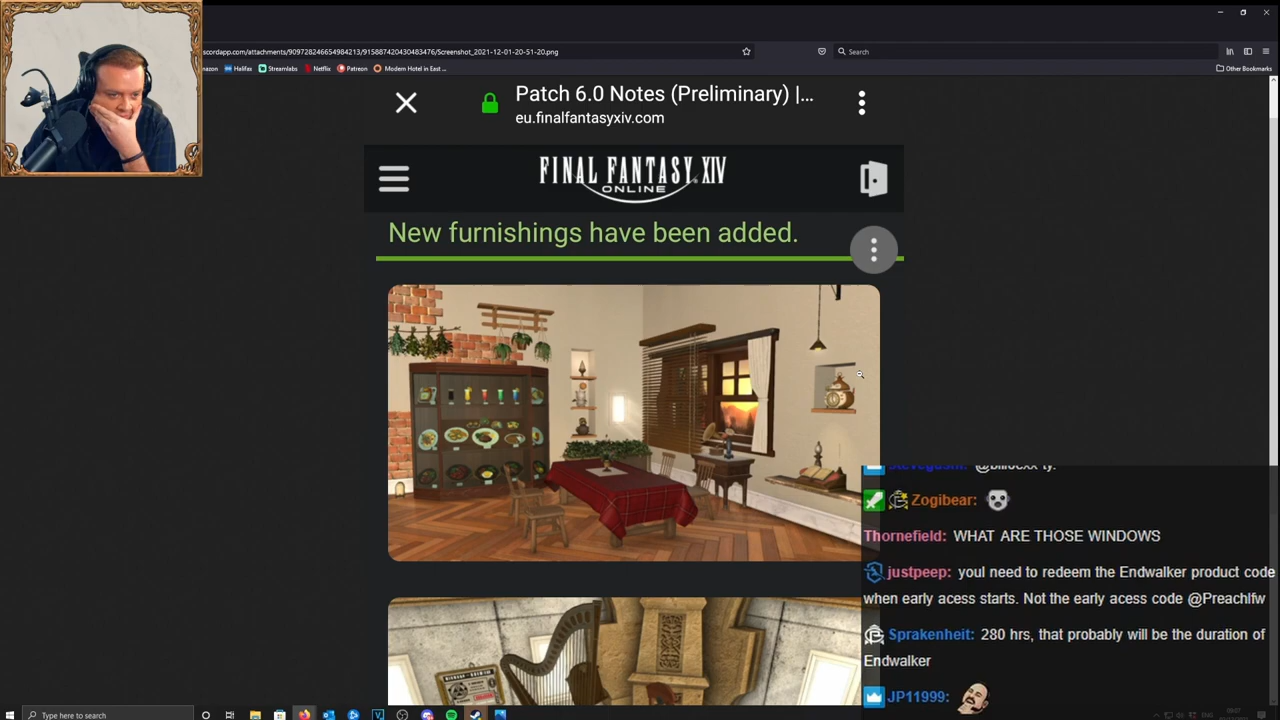 scordapp.com/attachments/909728246654984213/915887420430483476/Screenshot_2021-12-01-20-51-20.png
Search
mazon Halifax Streamlabs Netflix Patreon Modern Hotel in East ... Other Bookmarks
Patch 6.0 Notes (Preliminary) |...
eu.finalfantasyxiv.com
FINAL FANTASY XIV
ONLINE
New furnishings have been added.
Zogibear:
Thornefield: WHAT ARE THOSE WINDOWS
justpeep: youl need to redeem the Endwalker product code
when early acess starts. Not the early acess code @Preachlfw
Sprakenheit: 280 hrs, that probably will be the duration of
Endwalker
JP11999:
Type here to search